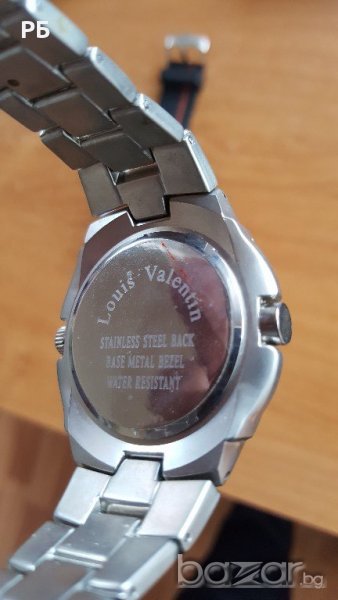 РБ
Louis Valentin
STAINLESS STEEL BACK
BASE METAL BEZEL
WATER RESISTANT
bazar.bg